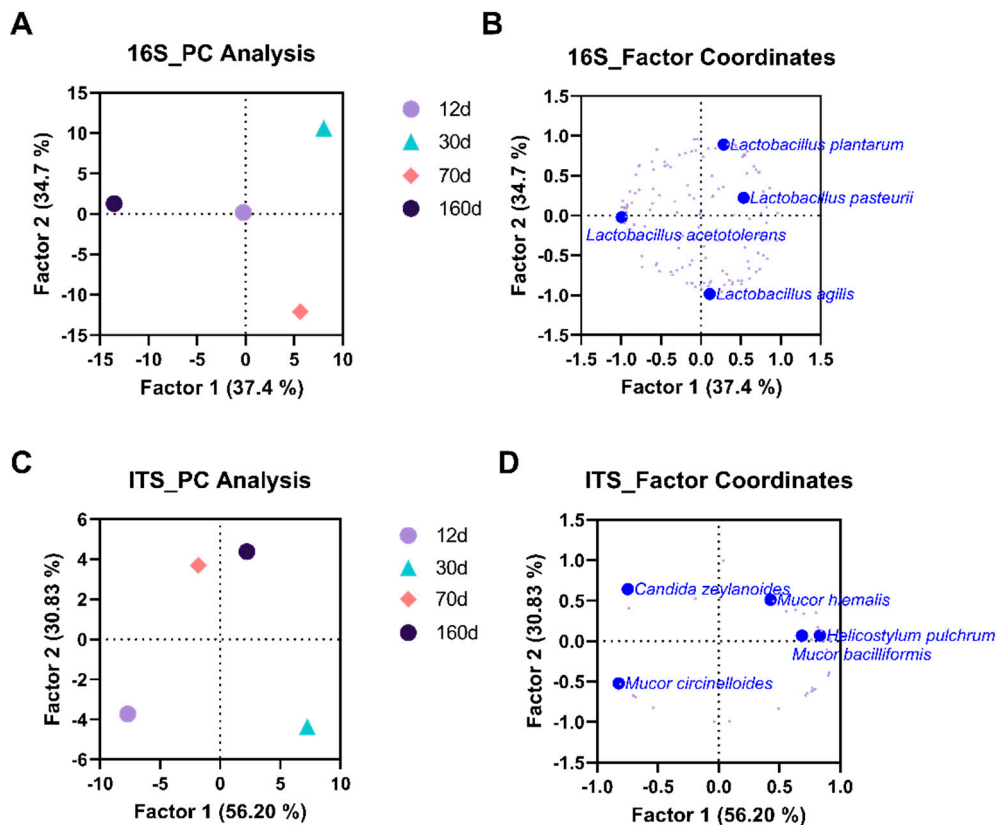 A
16S_PC Analysis
15
10
5
0
-5
-10
-15
-15
-10
-5
0
5
10
Factor 2 (34.7 %)
Factor 1 (37.4 %)
12d
30d
70d
160d
B
16S_Factor Coordinates
1.5
1.0
0.5
0.0
-0.5
-1.0
-1.5
-1.5
-1.0
-0.5
0.0
0.5
1.0
1.5
Factor 2 (34.7 %)
Factor 1 (37.4 %)
Lactobacillus plantarum
Lactobacillus pasteurii
Lactobacillus acetotolerans
Lactobacillus agilis
C
ITS_PC Analysis
6
4
2
0
-2
-4
-6
-10
-5
0
5
10
Factor 2 (30.83 %)
Factor 1 (56.20 %)
12d
30d
70d
160d
D
ITS_Factor Coordinates
1.5
1.0
0.5
0.0
-0.5
-1.0
-1.5
-1.0
-0.5
0.0
0.5
1.0
Factor 2 (30.83 %)
Factor 1 (56.20 %)
Candida zeylanoides
Mucor hiemalis
Helicostylum pulchrum
Mucor bacilliformis
Mucor circinelloides